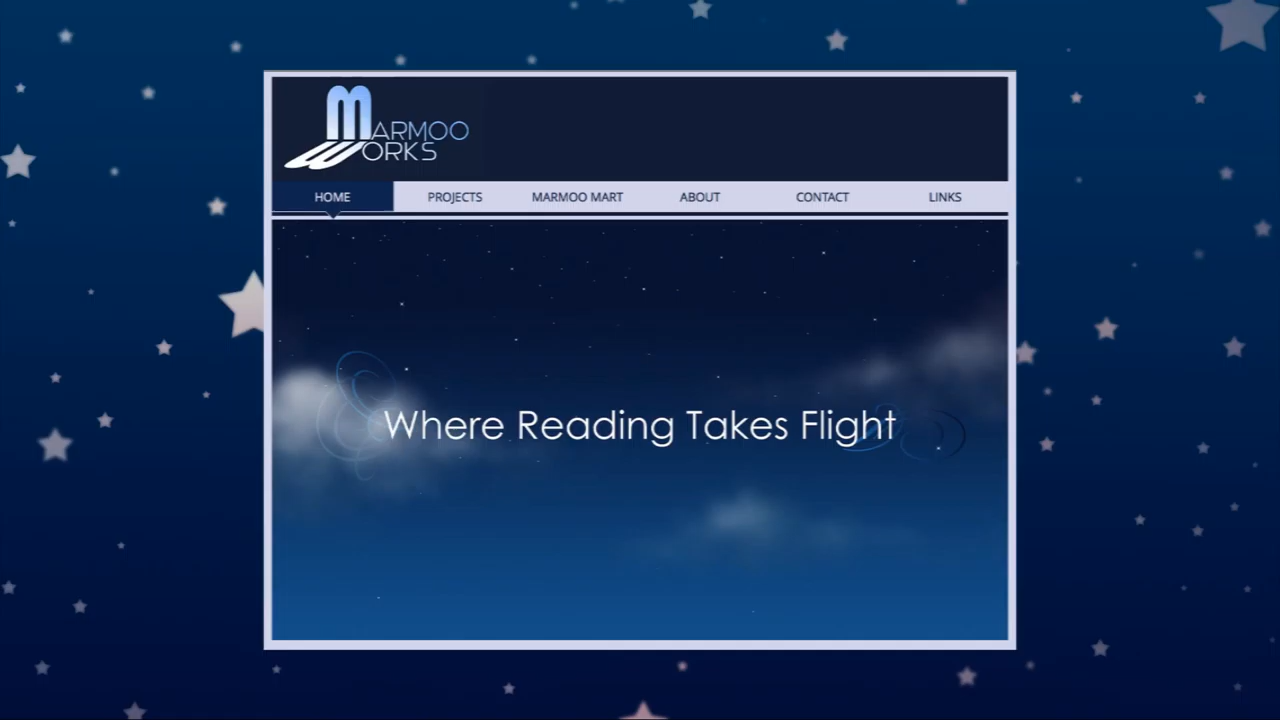 MARMOO
WORKS
HOME PROJECTS MARMOO MART ABOUT CONTACT LINKS
Where Reading Takes Flight